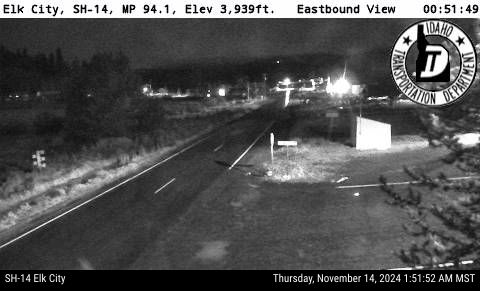 Elk City, SH-14, MP 94.1, Elev 3,939ft. Eastbound View 00:51:49
IDAHO
TRANSPORTATION DEPARTMENT
SH-14 Elk City Thursday, November 14, 2024 1:51:52 AM MST